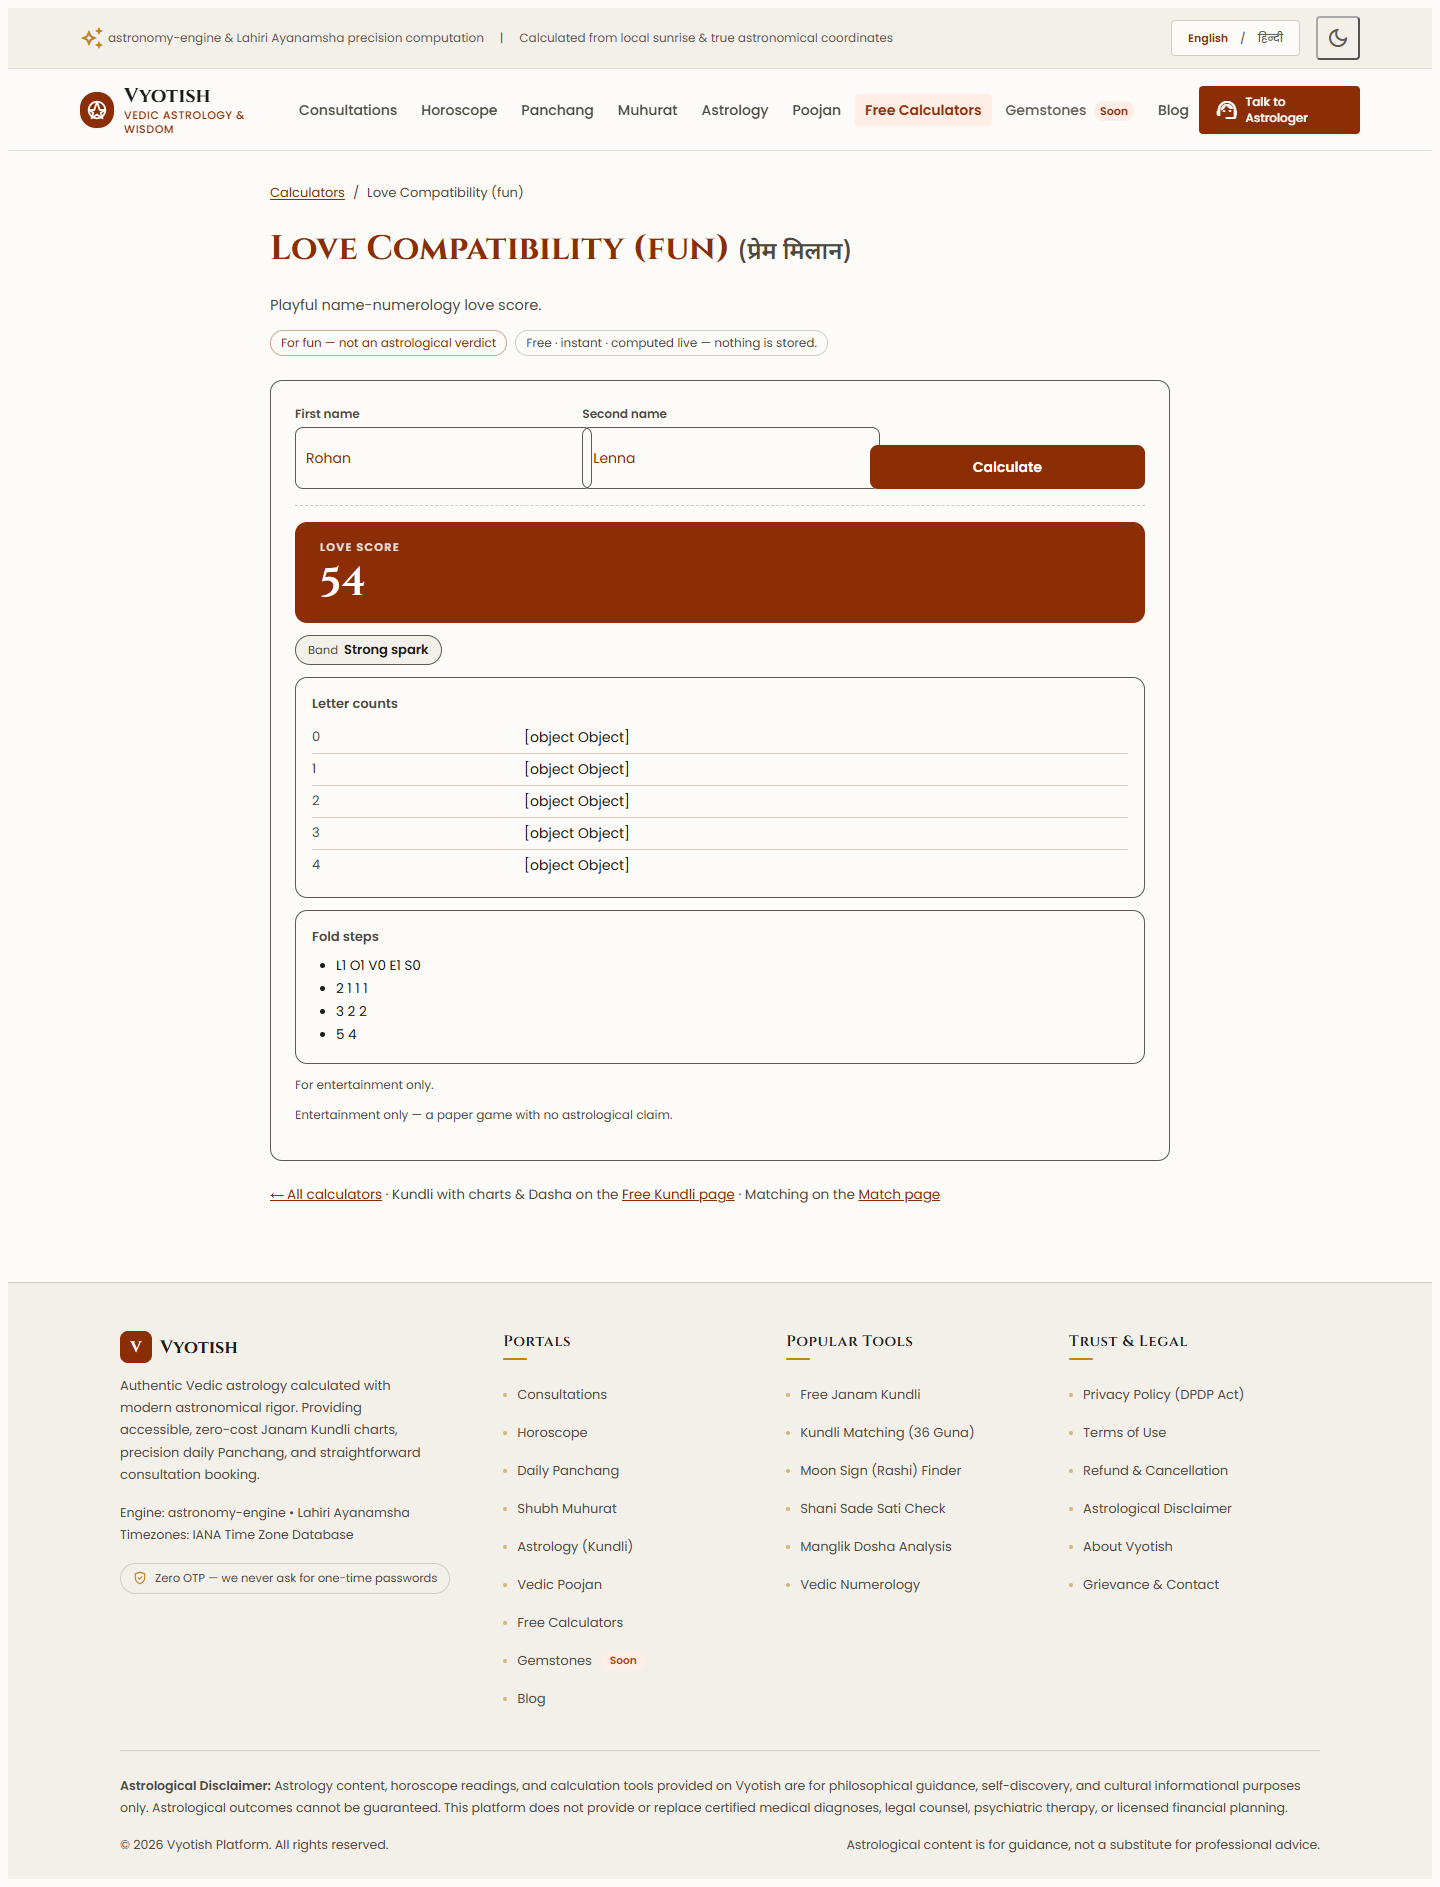 astronomy-engine & Lahiri Ayanamsha precision computation | Calculated from local sunrise & true astronomical coordinates
English / हिन्दी
Vyotish
VEDIC ASTROLOGY &
WISDOM
Consultations Horoscope Panchang Muhurat Astrology Poojan Free Calculators Gemstones Soon Blog
Talk to
Astrologer
Calculators / Love Compatibility (fun)
Love Compatibility (fun) (प्रेम मिलान)
Playful name-numerology love score.
For fun — not an astrological verdict
Free · instant · computed live — nothing is stored.
First name
Second name
Rohan
Lenna
Calculate
LOVE SCORE
54
Band Strong spark
Letter counts
0 [object Object]
1 [object Object]
2 [object Object]
3 [object Object]
4 [object Object]
Fold steps
• L1 O1 V0 E1 S0
• 2 1 1 1
• 3 2 2
• 5 4
For entertainment only.
Entertainment only — a paper game with no astrological claim.
← All calculators · Kundli with charts & Dasha on the Free Kundli page · Matching on the Match page
V Vyotish
Authentic Vedic astrology calculated with
modern astronomical rigor. Providing
accessible, zero-cost Janam Kundli charts,
precision daily Panchang, and straightforward
consultation booking.
Engine: astronomy-engine • Lahiri Ayanamsha
Timezones: IANA Time Zone Database
Zero OTP — we never ask for one-time passwords
Portals
Consultations
Horoscope
Daily Panchang
Shubh Muhurat
Astrology (Kundli)
Vedic Poojan
Free Calculators
Gemstones Soon
Blog
Popular Tools
Free Janam Kundli
Kundli Matching (36 Guna)
Moon Sign (Rashi) Finder
Shani Sade Sati Check
Manglik Dosha Analysis
Vedic Numerology
Trust & Legal
Privacy Policy (DPDP Act)
Terms of Use
Refund & Cancellation
Astrological Disclaimer
About Vyotish
Grievance & Contact
Astrological Disclaimer: Astrology content, horoscope readings, and calculation tools provided on Vyotish are for philosophical guidance, self-discovery, and cultural informational purposes
only. Astrological outcomes cannot be guaranteed. This platform does not provide or replace certified medical diagnoses, legal counsel, psychiatric therapy, or licensed financial planning.
© 2026 Vyotish Platform. All rights reserved.
Astrological content is for guidance, not a substitute for professional advice.